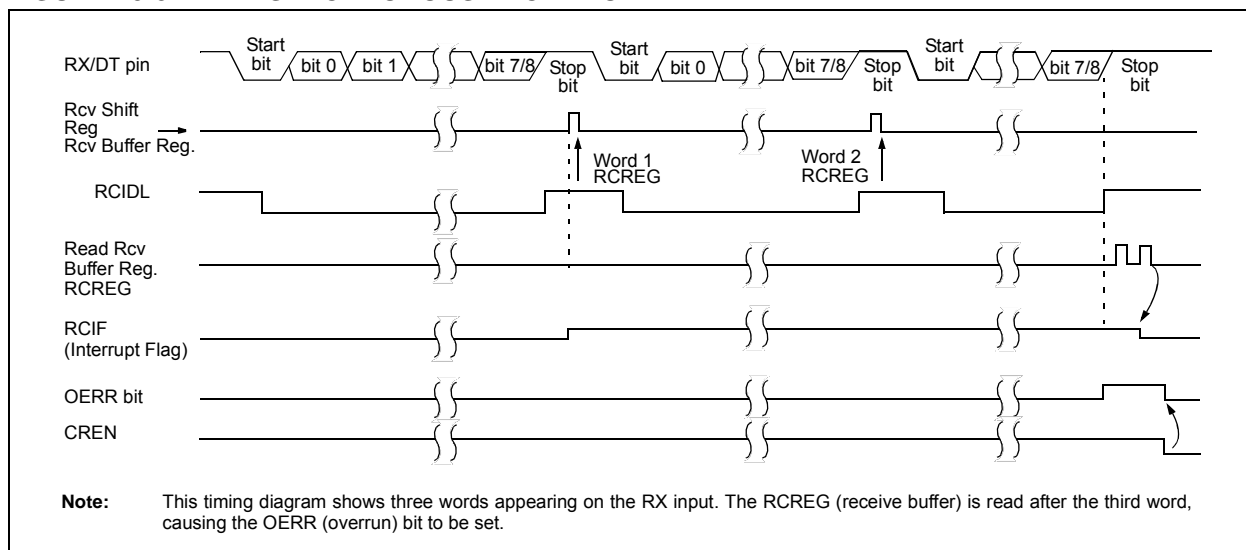 RX/DT pin
Start bit
bit 0
bit 1
bit 7/8
Stop bit
Start bit
bit 0
bit 7/8
Stop bit
Start bit
bit 7/8
Stop bit
Rcv Shift
Reg
Rcv Buffer Reg.
Word 1
RCREG
Word 2
RCREG
RCIDL
Read Rcv
Buffer Reg.
RCREG
RCIF
(Interrupt Flag)
OERR bit
CREN
Note: This timing diagram shows three words appearing on the RX input. The RCREG (receive buffer) is read after the third word,
causing the OERR (overrun) bit to be set.